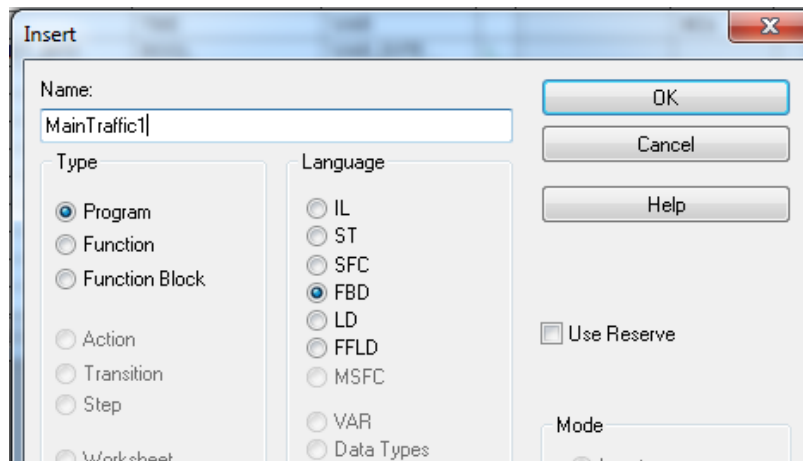 Insert
Name:
MainTraffic1
OK
Cancel
Help
Type
Program
Function
Function Block
Action
Transition
Step
Worksheet
Language
IL
ST
SFC
FBD
LD
FFLD
MSFC
VAR
Data Types
Use Reserve
Mode